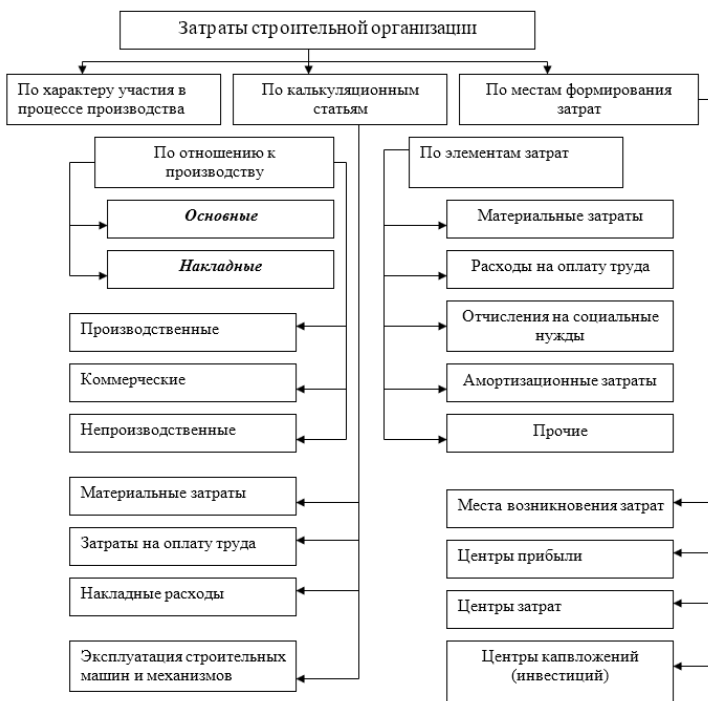 Затраты строительной организации
По характеру участия в
процессе производства
По калькуляционным
статьям
По местам формирования
затрат
По отношению к
производству
По элементам затрат
Основные
Накладные
Производственные
Коммерческие
Непроизводственные
Материальные затраты
Расходы на оплату труда
Отчисления на социальные
нужды
Амортизационные затраты
Прочие
Материальные затраты
Затраты на оплату труда
Накладные расходы
Эксплуатация строительных
машин и механизмов
Места возникновения затрат
Центры прибыли
Центры затрат
Центры капвложений
(инвестиций)